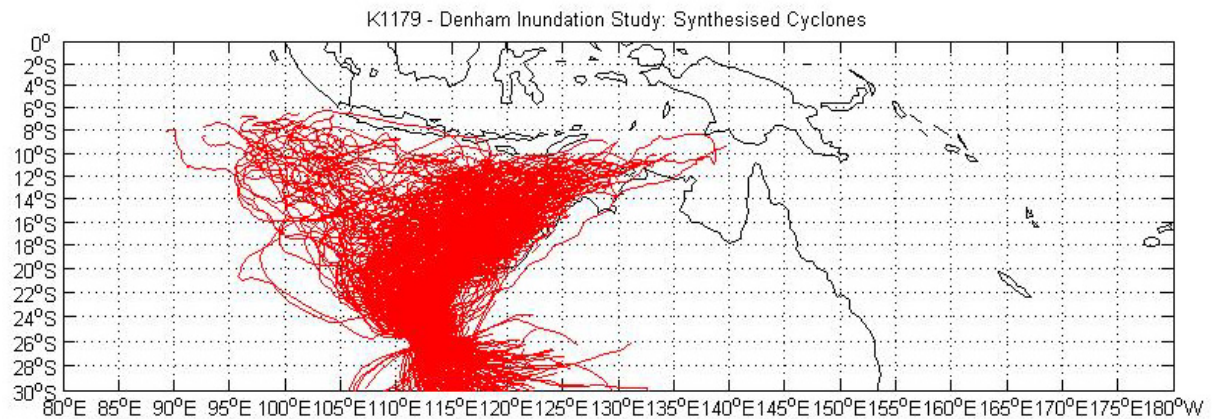 K1179 - Denham Inundation Study: Synthesised Cyclones
0°
2°S
4°S
6°S
8°S
10°S
12°S
14°S
16°S
18°S
20°S
22°S
24°S
26°S
28°S
30°S
80°E 85°E 90°E 95°E 100°E 105°E 110°E 115°E 120°E 125°E 130°E 135°E 140°E 145°E 150°E 155°E 160°E 165°E 170°E 175°E 180°W